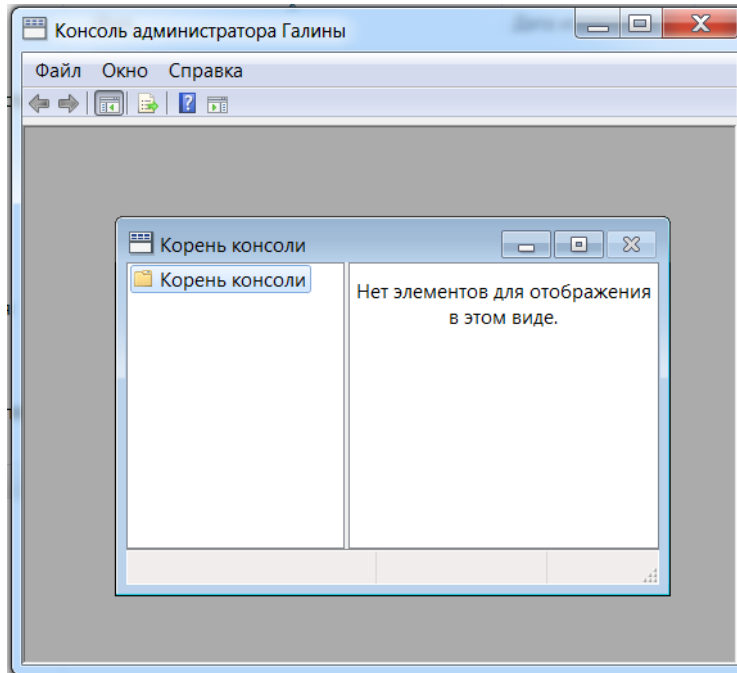 Консоль администратора Галины
Файл Окно Справка
Корень консоли
Корень консоли
Нет элементов для отображения
в этом виде.